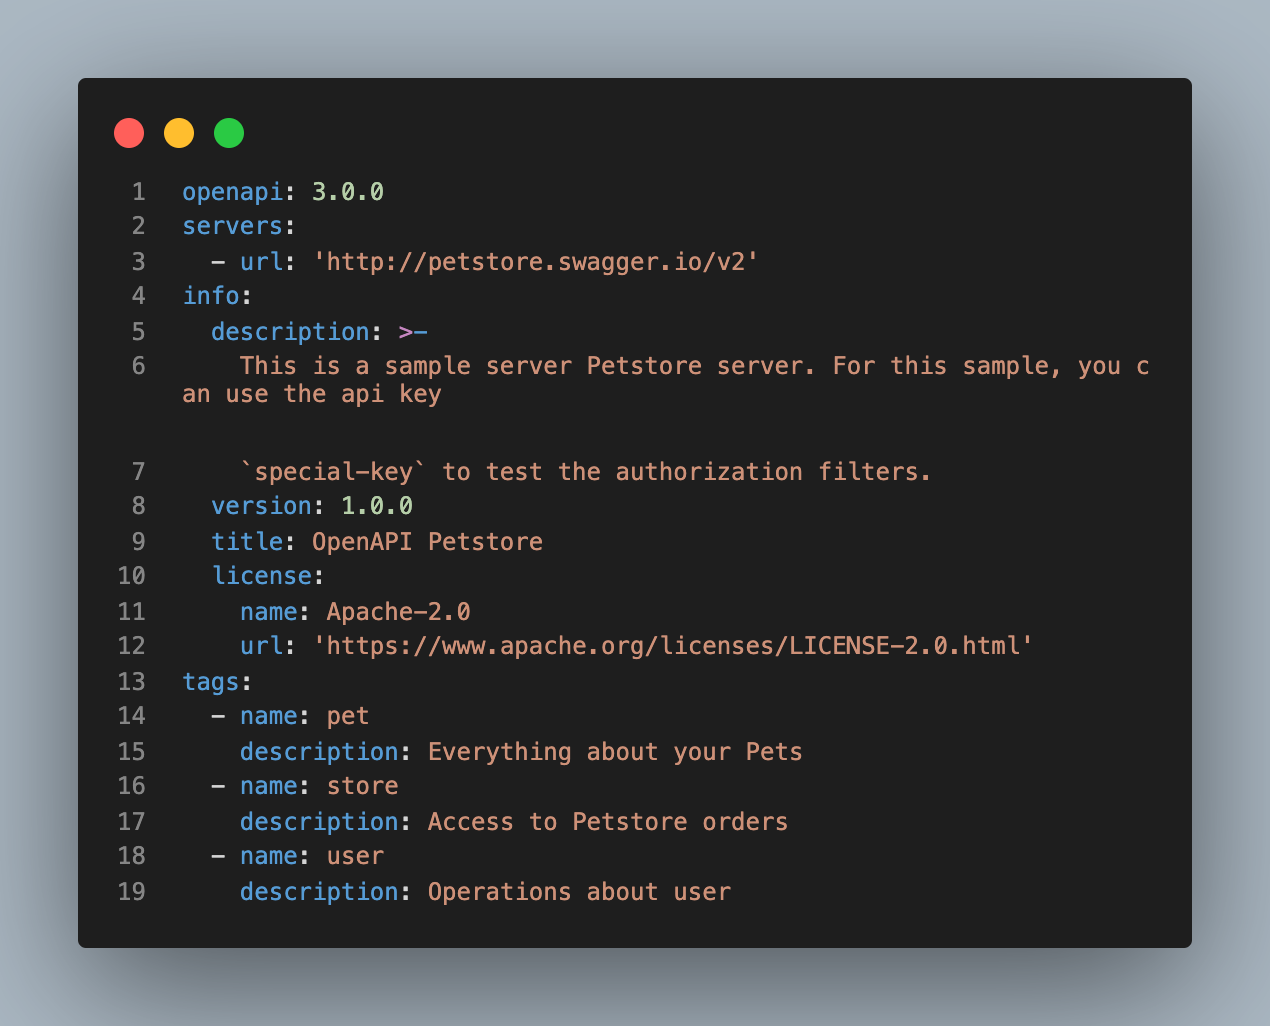 1 openapi: 3.0.0
2 servers:
3   - url: 'http://petstore.swagger.io/v2'
4 info:
5   description: >-
6     This is a sample server Petstore server. For this sample, you c
an use the api key
7     `special-key` to test the authorization filters.
8   version: 1.0.0
9   title: OpenAPI Petstore
10   license:
11     name: Apache-2.0
12     url: 'https://www.apache.org/licenses/LICENSE-2.0.html'
13 tags:
14   - name: pet
15     description: Everything about your Pets
16   - name: store
17     description: Access to Petstore orders
18   - name: user
19     description: Operations about user